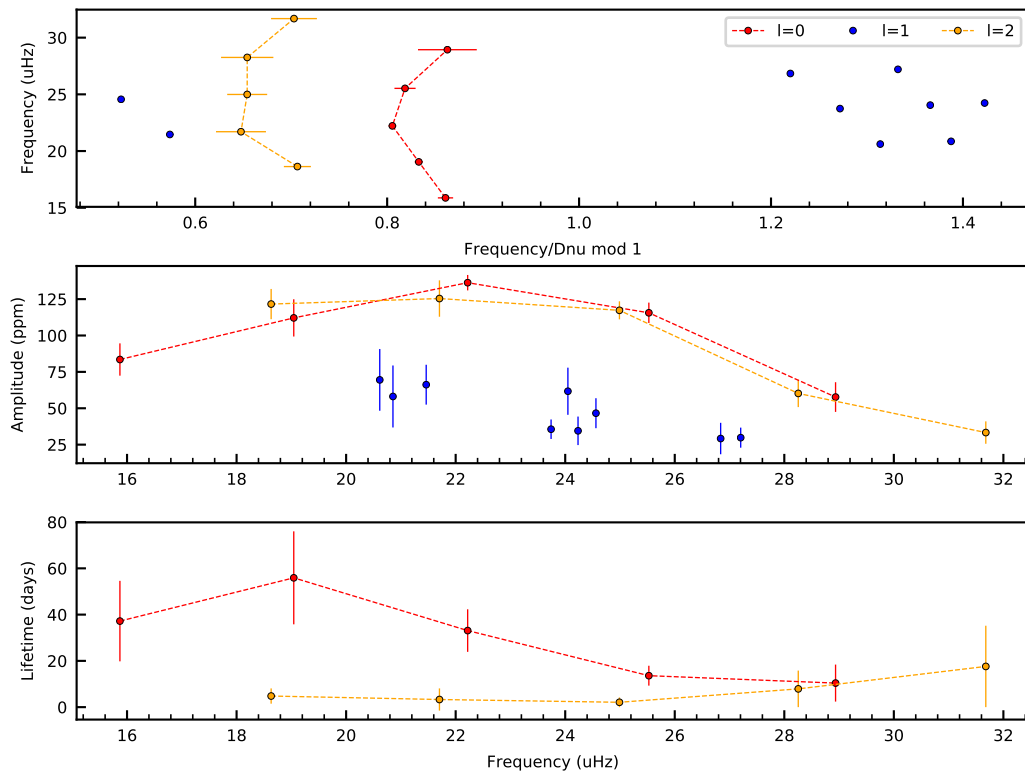 l=0 l=1 l=2
Frequency (uHz)
30
25
20
15
0.6 0.8 1.0 1.2 1.4
Frequency/Dnu mod 1
Amplitude (ppm)
125
100
75
50
25
16 18 20 22 24 26 28 30 32
Lifetime (days)
80
60
40
20
0
16 18 20 22 24 26 28 30 32
Frequency (uHz)